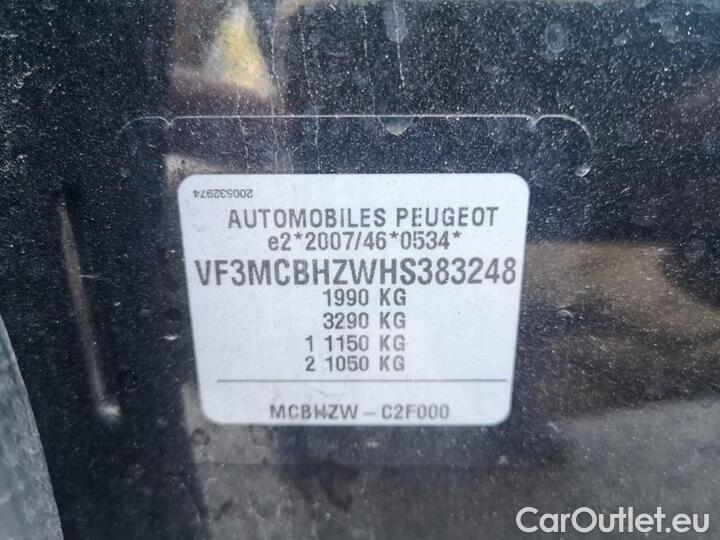 200532974
AUTOMOBILES PEUGEOT
e2*2007/46*0534*
VF3MCBHZWHS383248
1990 KG
3290 KG
1 1150 KG
2 1050 KG
MCBHZW - C2F000
CarOutlet.eu